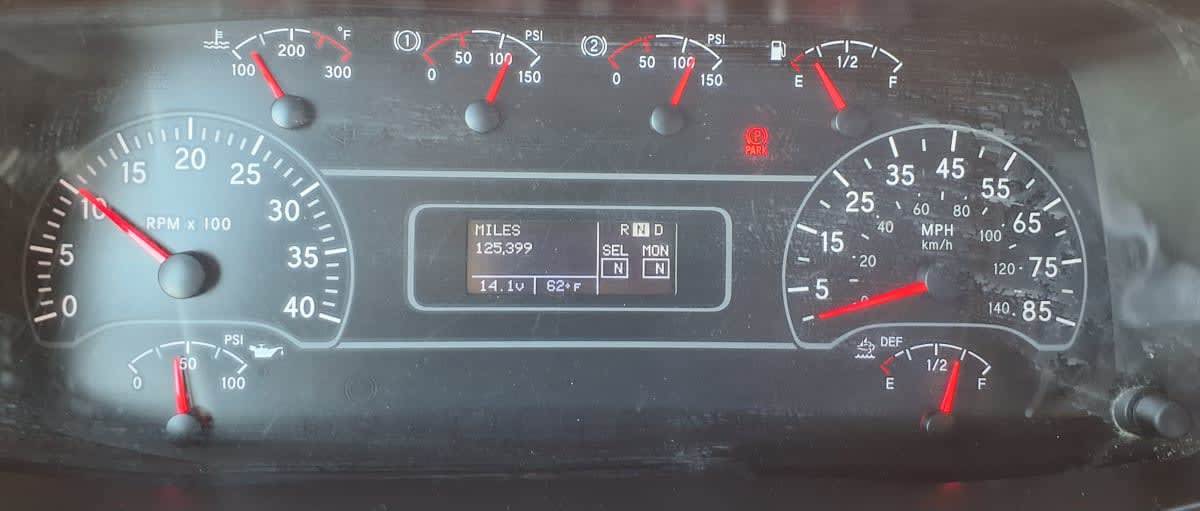 °F
200
100
300
(1)
PSI
50
100
0
150
(2)
PSI
50
100
0
150
1/2
E
F
PARK
P
20
15
25
10
30
RPM x 100
5
35
0
40
MILES
125,399
R N D
SEL MON
N N
14.1V 62°F
45
35
55
25
65
15
75
5
85
60 80
40
100
20
120
0
140
MPH
km/h
PSI
50
0
100
DEF
1/2
E
F